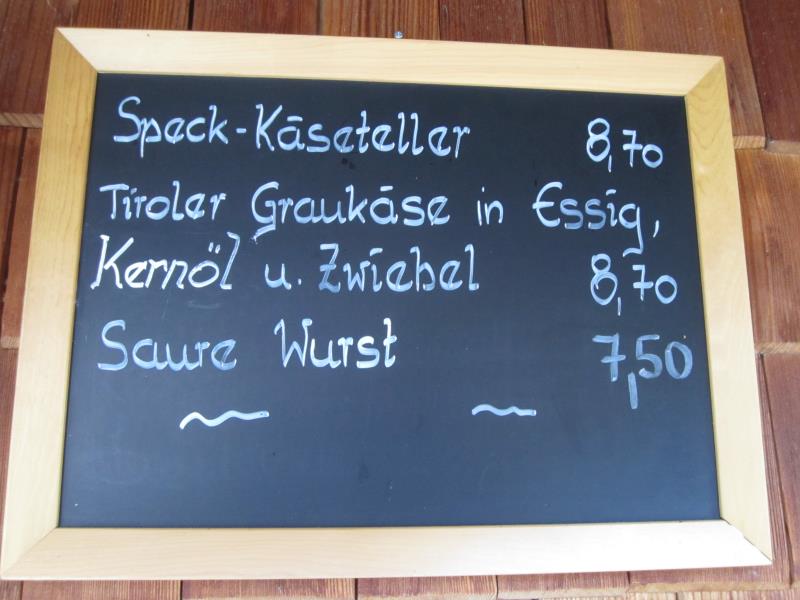 Speck-Käseteller 8,70
Tiroler Graukäse in Essig,
Kernöl u. Zwiebel 8,70
Saure Wurst 7,50